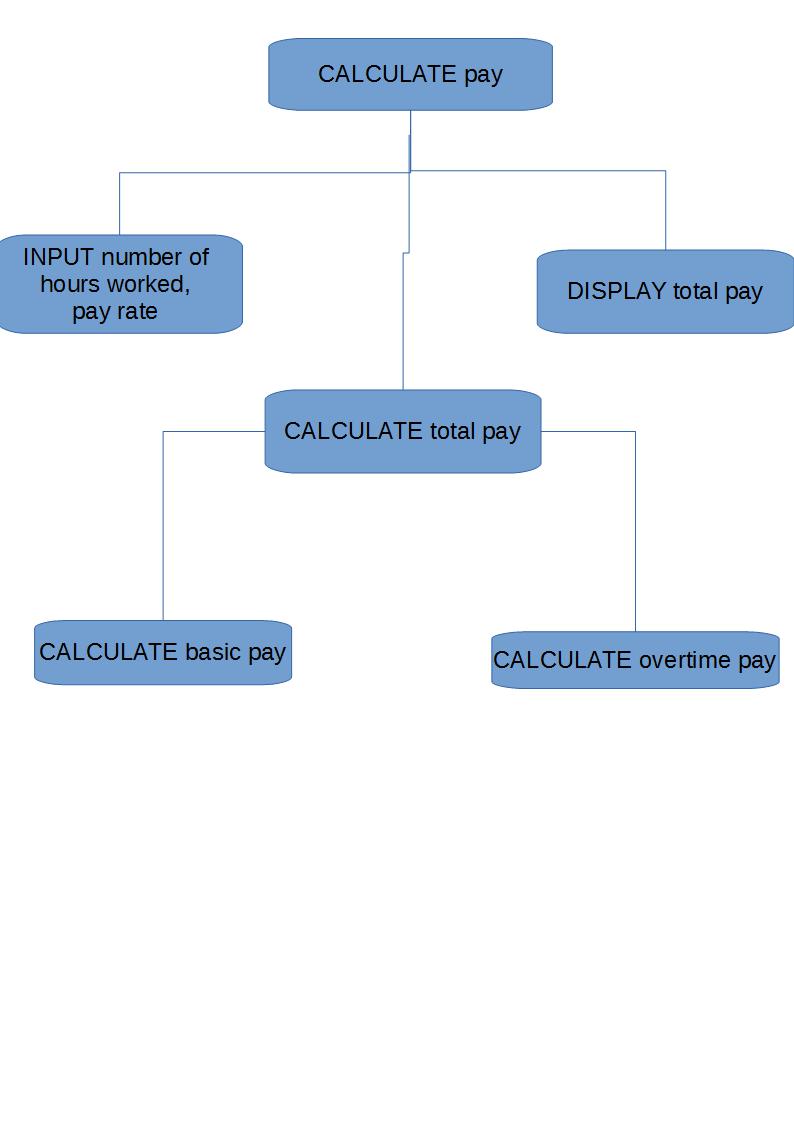 CALCULATE pay
INPUT number of
hours worked,
pay rate
DISPLAY total pay
CALCULATE total pay
CALCULATE basic pay
CALCULATE overtime pay